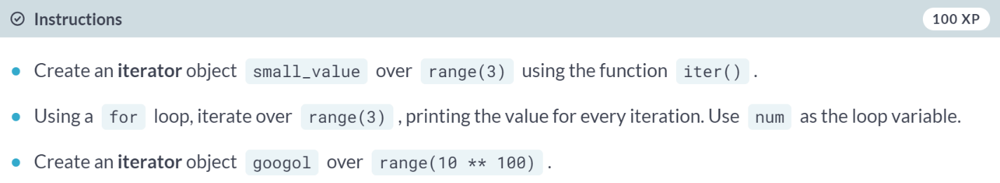 Instructions 100 XP
Create an iterator object small_value over range(3) using the function iter() .
Using a for loop, iterate over range(3) , printing the value for every iteration. Use num as the loop variable.
Create an iterator object googol over range(10 ** 100) .